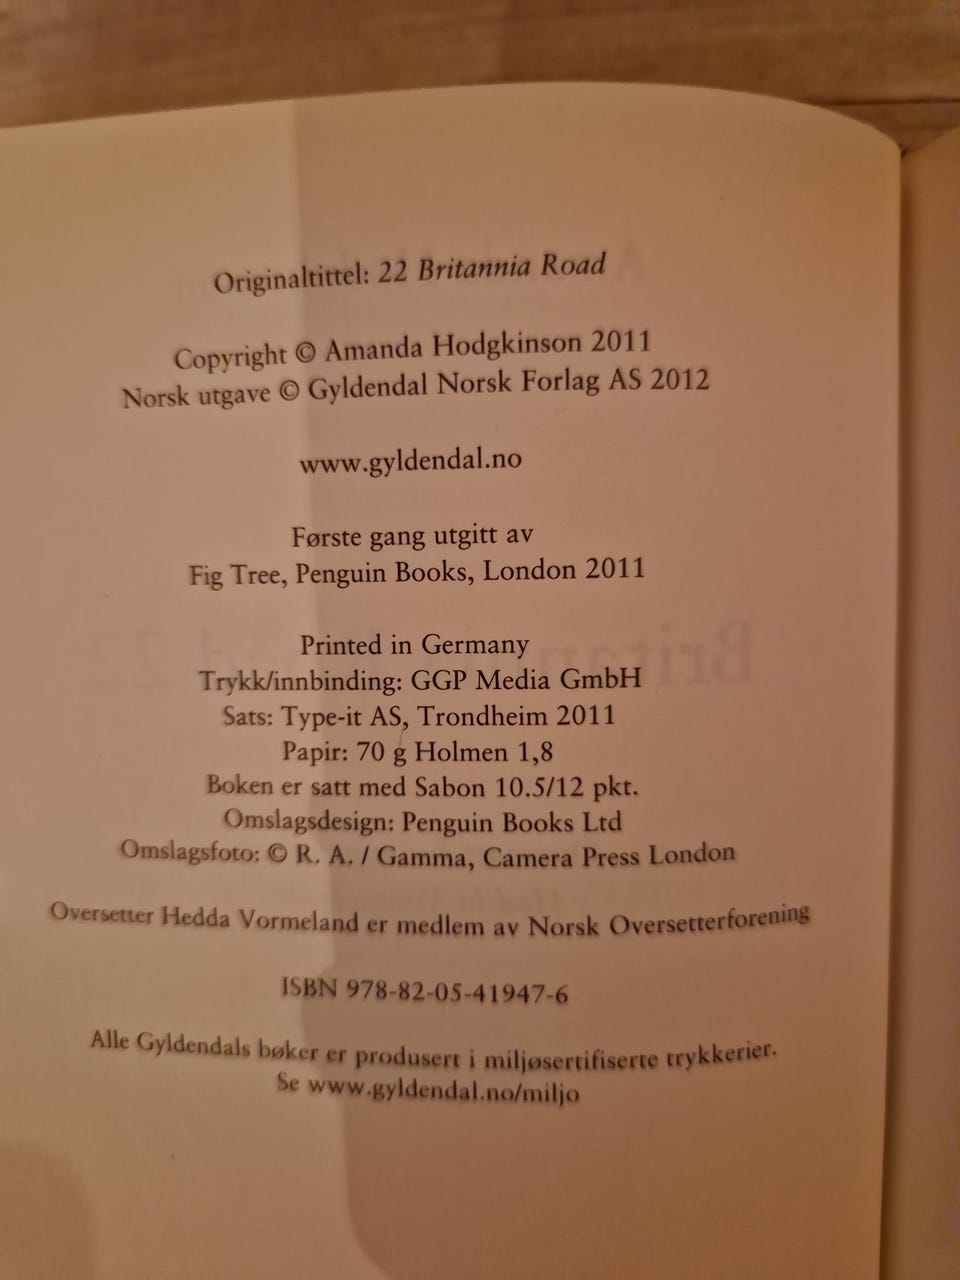 Originaltittel: 22 Britannia Road
Copyright © Amanda Hodgkinson 2011
Norsk utgave © Gyldendal Norsk Forlag AS 2012
www.gyldendal.no
Første gang utgitt av
Fig Tree, Penguin Books, London 2011
Printed in Germany
Trykk/innbinding: GGP Media GmbH
Sats: Type-it AS, Trondheim 2011
Papir: 70 g Holmen 1,8
Boken er satt med Sabon 10.5/12 pkt.
Omslagsdesign: Penguin Books Ltd
Omslagsfoto: © R. A. / Gamma, Camera Press London
Oversetter Hedda Vormeland er medlem av Norsk Oversetterforening
ISBN 978-82-05-41947-6
Alle Gyldendals bøker er produsert i miljøsertifiserte trykkerier.
Se www.gyldendal.no/miljo